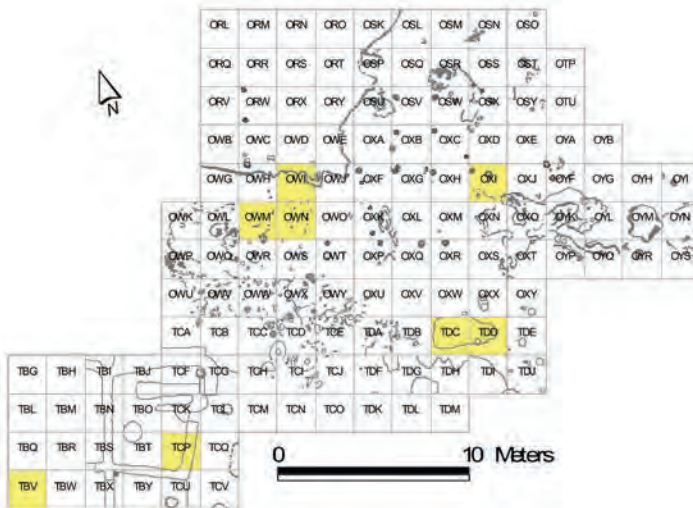 ORL ORM ORN ORO OSK OSL OSM OSN OSO
ORQ ORR ORS ORT OSP OSQ OSR OSS OST OTP
ORV ORW ORX ORY OSU OSV OSW OSX OSY OTU
N
OWB OWC OWD OWE OXA OXB OXC OXD OXE OYA OYB
OWG OWH OWI OWJ OXF OXG OXH OXI OXJ OYF OYG OYH OYI
OWK OWL OWM OWN OWO OXK OXL OXM OXN OXO OYK OYL OYM OYN
OWP OWQ OWR OWS OWT OXP OXQ OXR OXS OXT OYP OYQ OYR OYS
OWU OWV OWW OWX OWY OXU OXV OXW OXX OXY
TCA TCB TCC TCD TCE TDA TDB TDC TDD TDE
TBG TBH TBI TBJ TCF TCG TCH TCI TCJ TDF TDG TDH TDI TDJ
TBL TBM TBN TBO TCK TCL TCM TCN TCO TDK TDL TDM
TBQ TBR TBS TBT TCP TCQ
0 10 Meters
TBV TBW TBX TBY TCU TCV